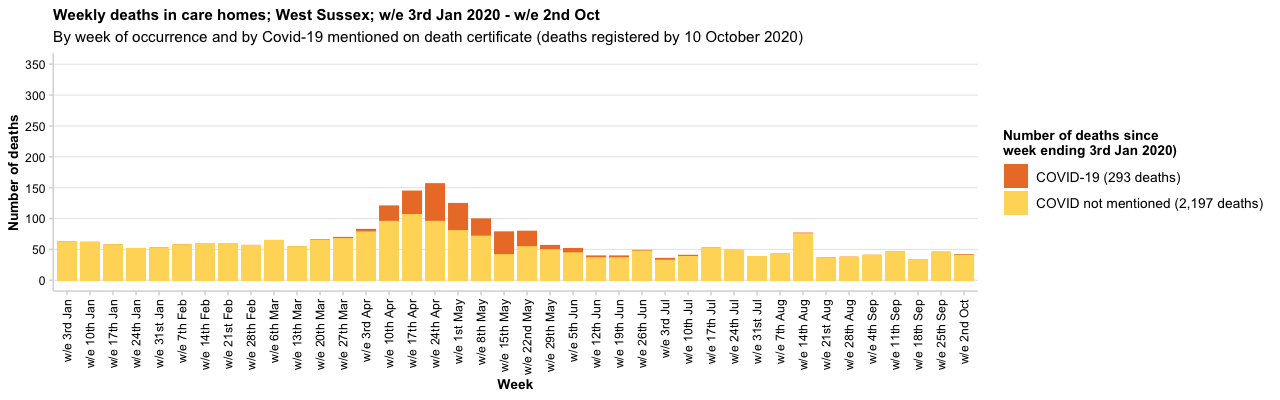 Weekly deaths in care homes; West Sussex; w/e 3rd Jan 2020 - w/e 2nd Oct
By week of occurrence and by Covid-19 mentioned on death certificate (deaths registered by 10 October 2020)
Number of deaths
350
300
250
200
150
100
50
0
w/e 3rd Jan
w/e 10th Jan
w/e 17th Jan
w/e 24th Jan
w/e 31st Jan
w/e 7th Feb
w/e 14th Feb
w/e 21st Feb
w/e 28th Feb
w/e 6th Mar
w/e 13th Mar
w/e 20th Mar
w/e 27th Mar
w/e 3rd Apr
w/e 10th Apr
w/e 17th Apr
w/e 24th Apr
w/e 1st May
w/e 8th May
w/e 15th May
w/e 22nd May
w/e 29th May
w/e 5th Jun
w/e 12th Jun
w/e 19th Jun
w/e 26th Jun
w/e 3rd Jul
w/e 10th Jul
w/e 17th Jul
w/e 24th Jul
w/e 31st Jul
w/e 7th Aug
w/e 14th Aug
w/e 21st Aug
w/e 28th Aug
w/e 4th Sep
w/e 11th Sep
w/e 18th Sep
w/e 25th Sep
w/e 2nd Oct
Week
Number of deaths since
week ending 3rd Jan 2020)
COVID-19 (293 deaths)
COVID not mentioned (2,197 deaths)